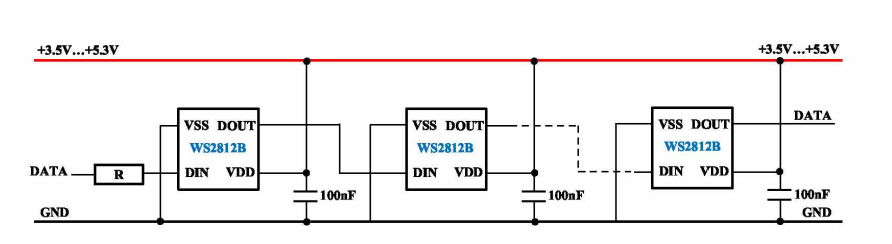 +3.5V...+5.3V
+3.5V...+5.3V
VSS DOUT
WS2812B
DIN VDD
VSS DOUT
WS2812B
DIN VDD
VSS DOUT
WS2812B
DIN VDD
DATA
DATA
R
100nF
100nF
100nF
GND
GND